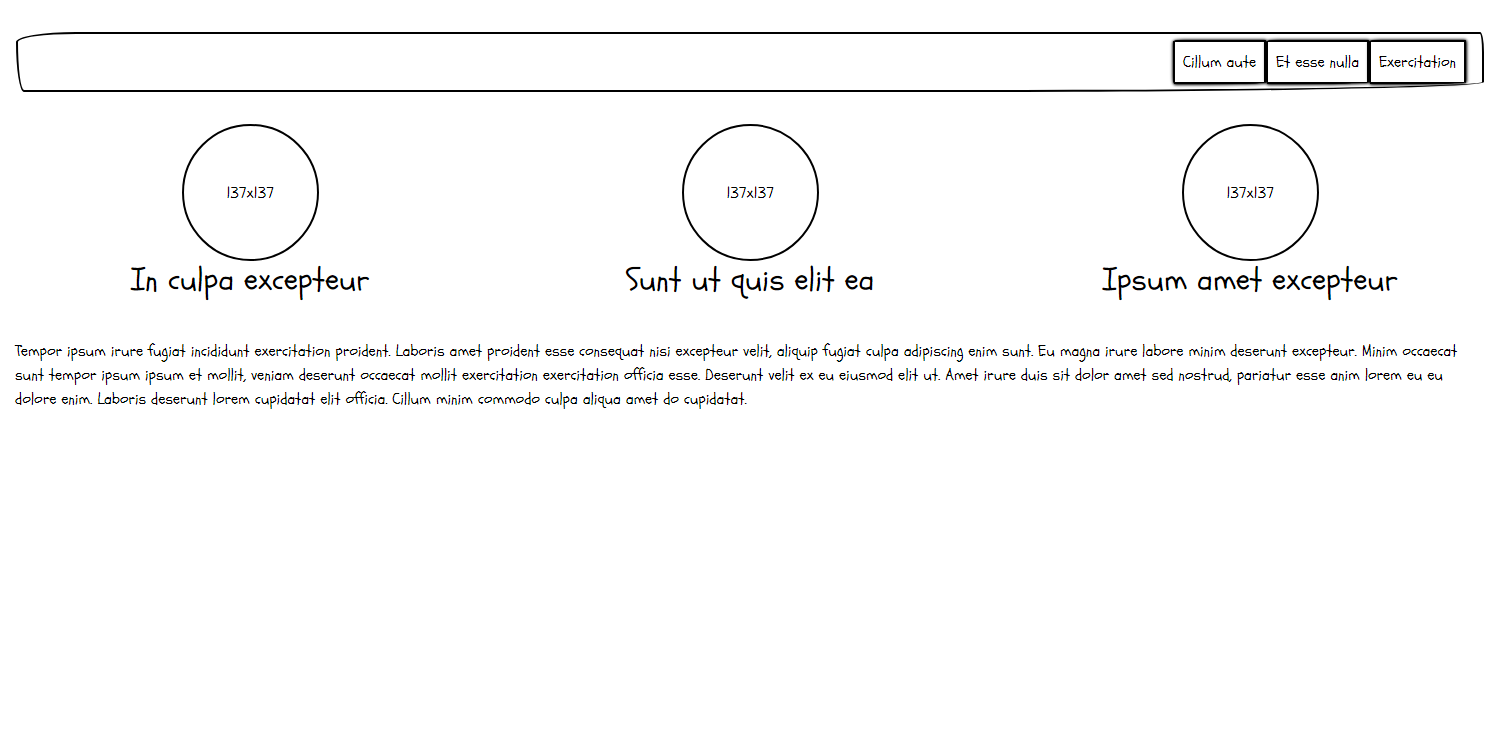 Cillum aute Et esse nulla Exercitation
137x137 137x137 137x137
In culpa excepteur Sunt ut quis elit ea Ipsum amet excepteur
Tempor ipsum irure fugiat incididunt exercitation proident. Laboris amet proident esse consequat nisi excepteur velit, aliquip fugiat culpa adipiscing enim sunt. Eu magna irure labore minim deserunt excepteur. Minim occaecat
sunt tempor ipsum ipsum et mollit, veniam deserunt occaecat mollit exercitation exercitation officia esse. Deserunt velit ex eu eiusmod elit ut. Amet irure duis sit dolor amet sed nostrud, pariatur esse anim lorem eu eu
dolore enim. Laboris deserunt lorem cupidatat elit officia. Cillum minim commodo culpa aliqua amet do cupidatat.